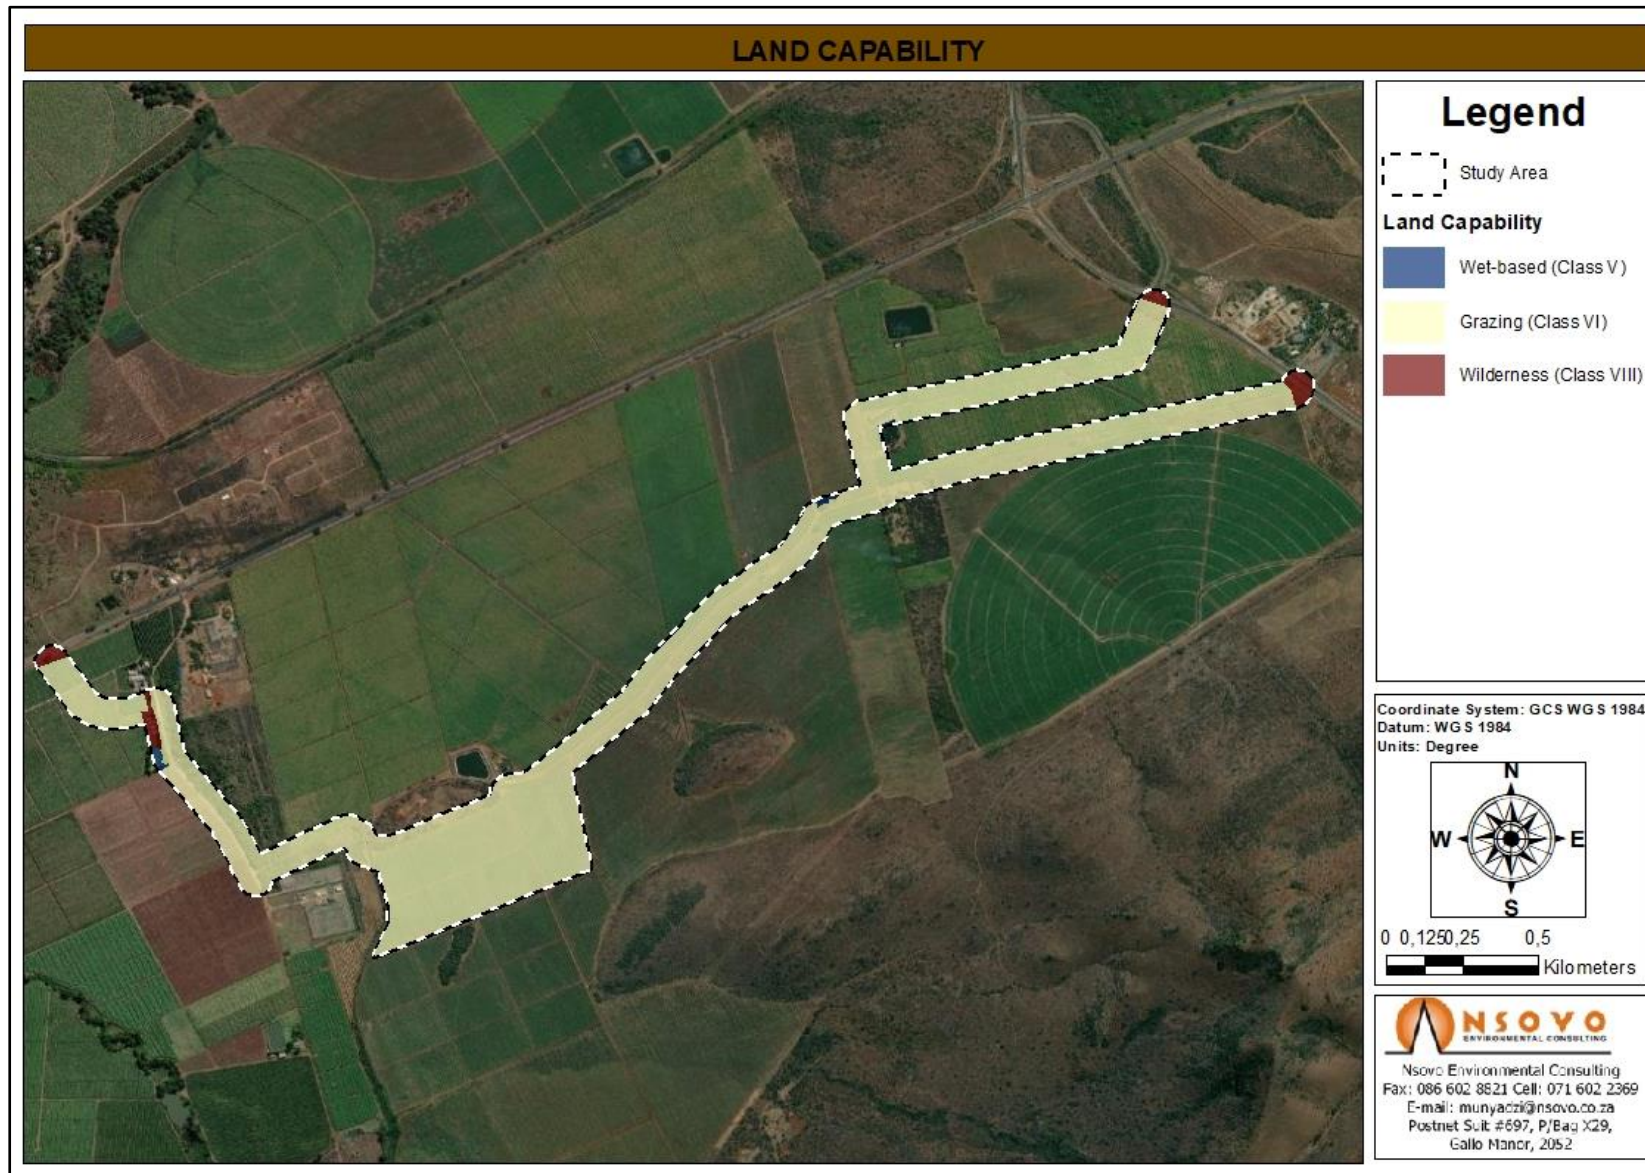 LAND CAPABILITY
Legend
Study Area
Land Capability
Wet-based (Class V)
Grazing (Class VI)
Wilderness (Class VIII)
Coordinate System: GCS WGS 1984
Datum: WGS 1984
Units: Degree
N
W E
S
0 0,1250,25 0,5
Kilometers
NSOVO
ENVIRONMENTAL CONSULTING
Nsovo Environmental Consulting
Fax: 086 602 8821 Cell: 071 602 2369
E-mail: munyadzi@nsovo.co.za
Postnet Suit #697, P/Bag X29,
Gallo Manor, 2052